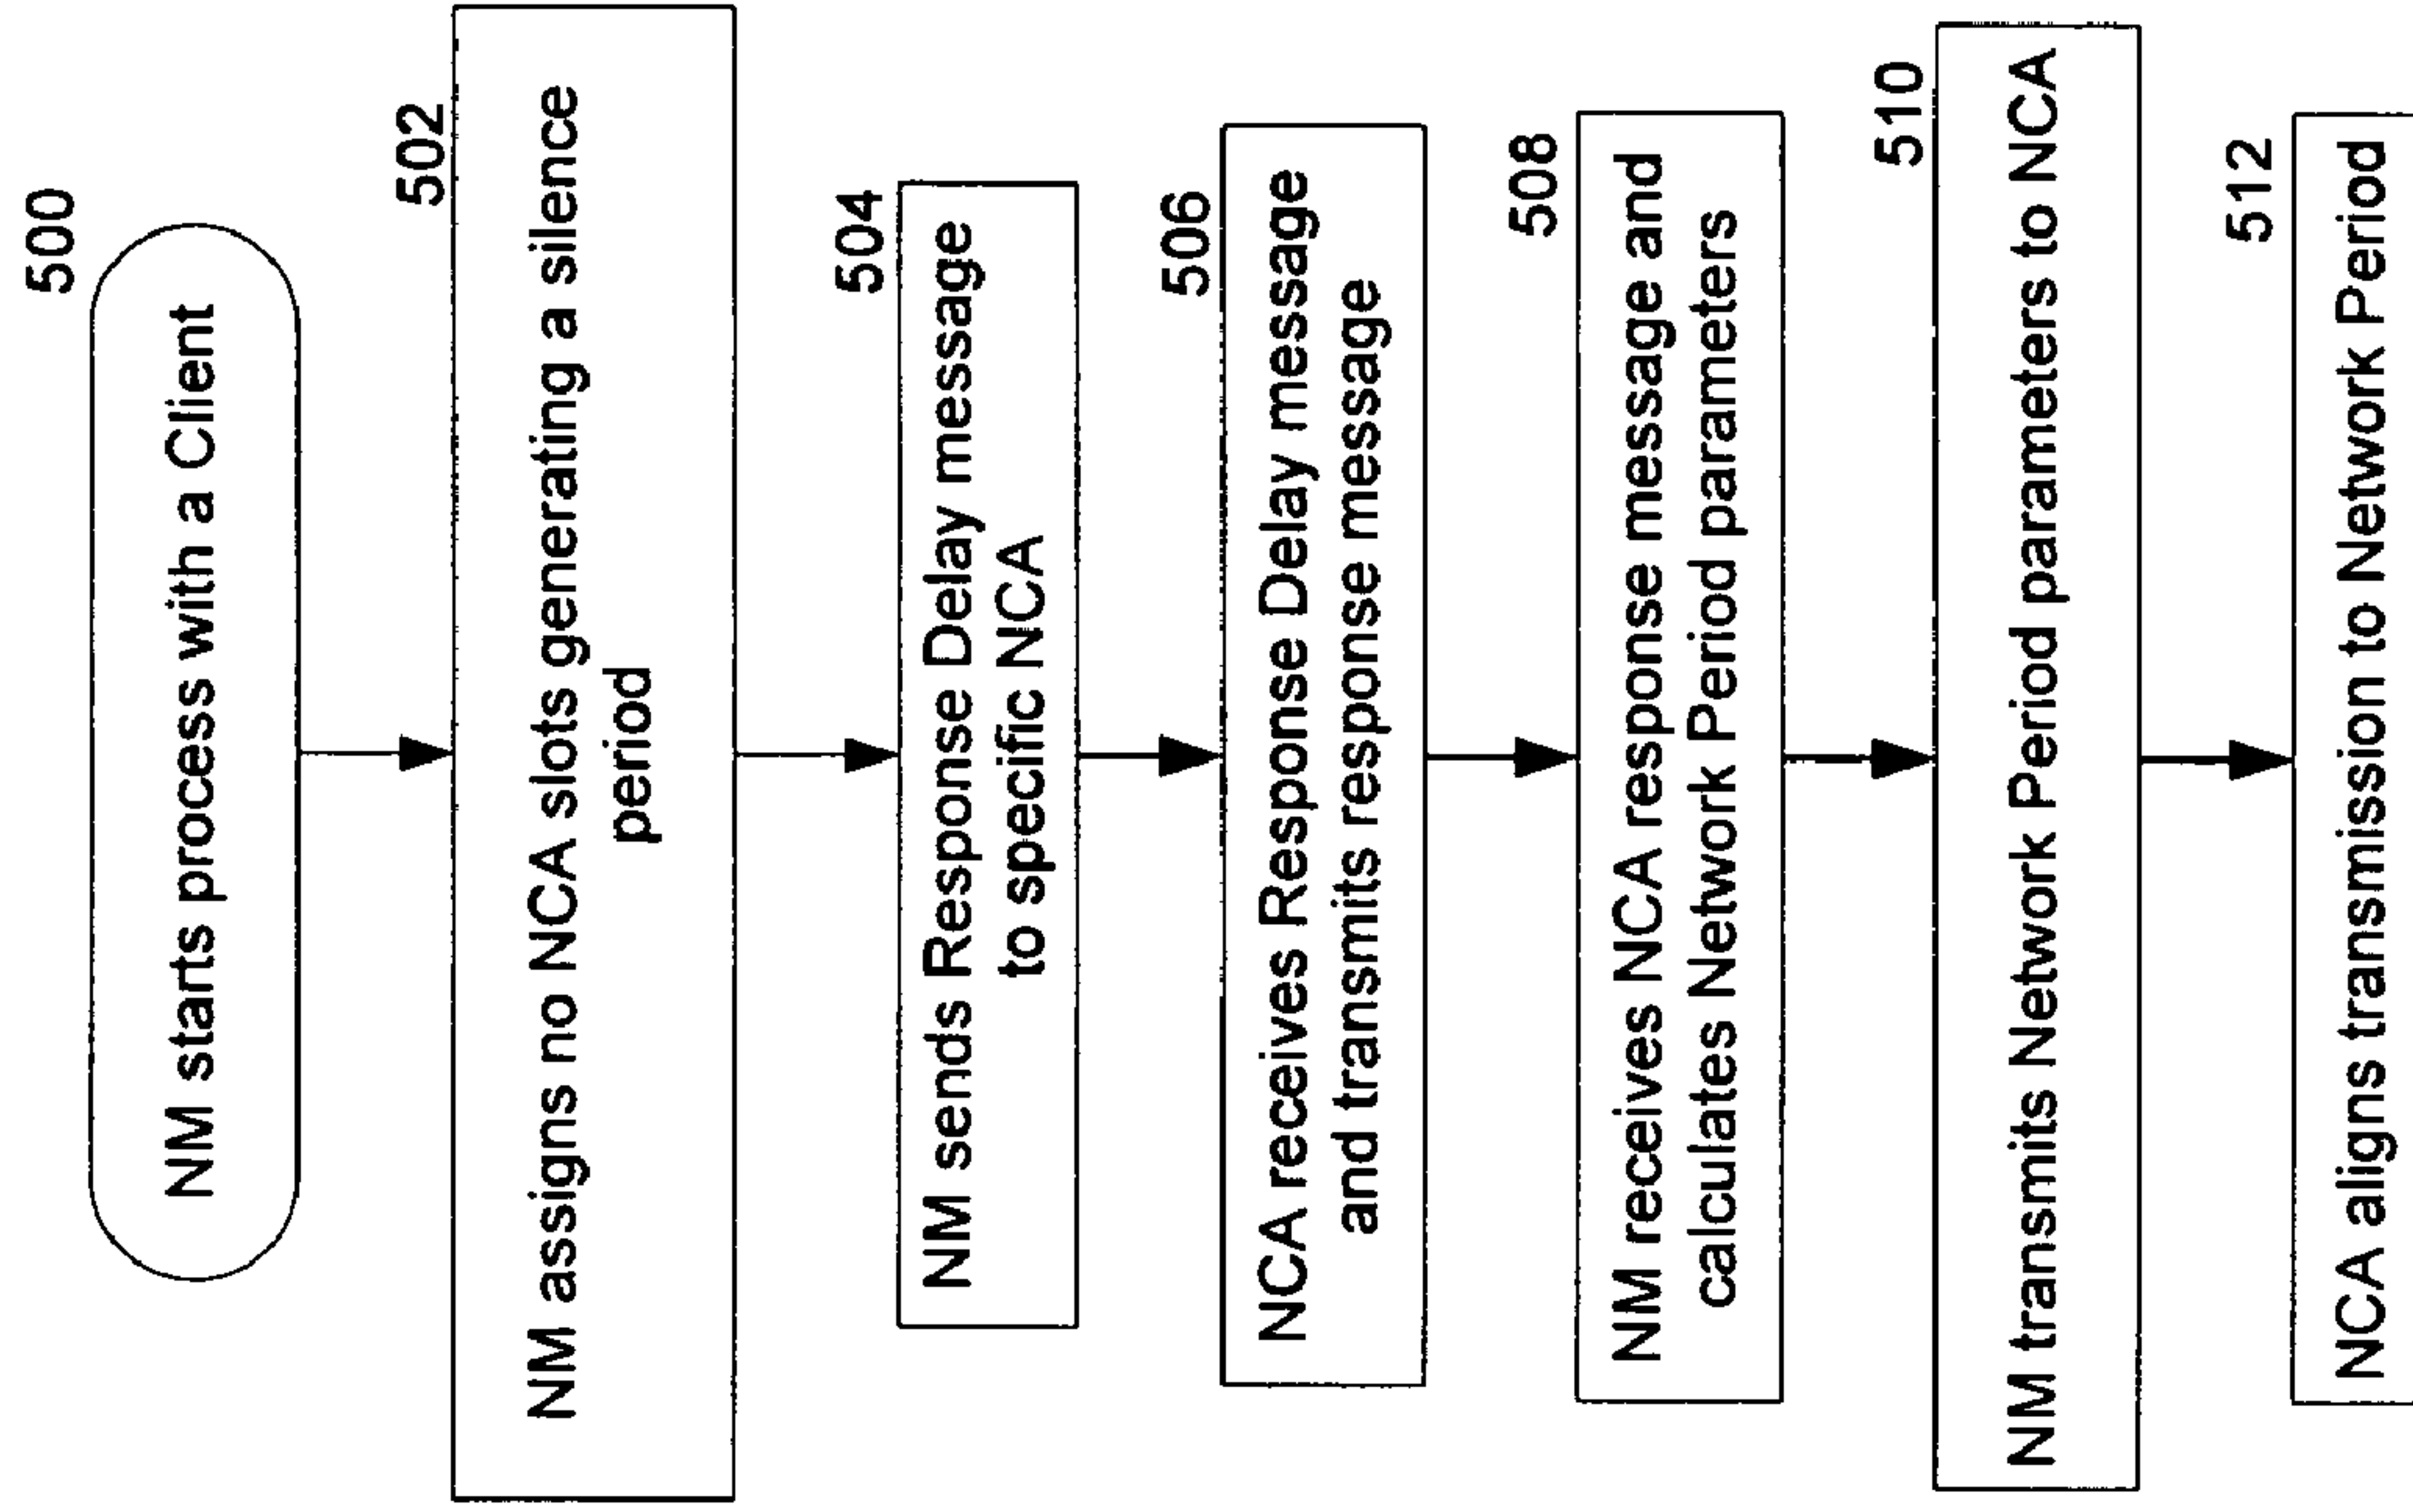 500
NM starts process with a Client
502
NM assigns no NCA slots generating a silence
period
504
NM sends Response Delay message
to specific NCA
506
NCA receives Response Delay message
and transmits response message
508
NM receives NCA response message and
calculates Network Period parameters
510
NM transmits Network Period parameters to NCA
512
NCA aligns transmission to Network Period